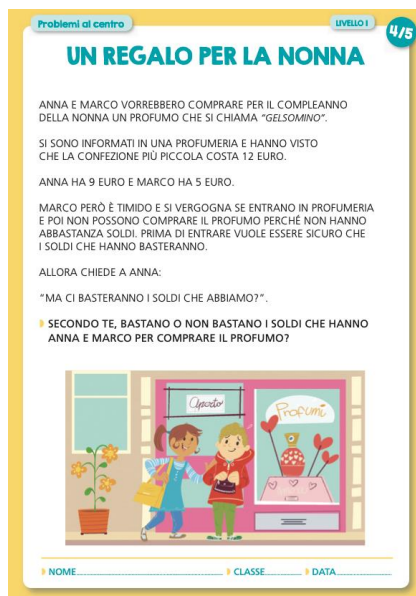 Problemi al centro
LIVELLO 1
4/5
UN REGALO PER LA NONNA
ANNA E MARCO VORREBBERO COMPRARE PER IL COMPLEANNO
DELLA NONNA UN PROFUMO CHE SI CHIAMA "GELSOMINO".
SI SONO INFORMATI IN UNA PROFUMERIA E HANNO VISTO
CHE LA CONFEZIONE PIÙ PICCOLA COSTA 12 EURO.
ANNA HA 9 EURO E MARCO HA 5 EURO.
MARCO PERÒ È TIMIDO E SI VERGOGNA SE ENTRANO IN PROFUMERIA
E POI NON POSSONO COMPRARE IL PROFUMO PERCHÉ NON HANNO
ABBASTANZA SOLDI. PRIMA DI ENTRARE VUOLE ESSERE SICURO CHE
I SOLDI CHE HANNO BASTERANNO.
ALLORA CHIEDE A ANNA:
"MA CI BASTERANNO I SOLDI CHE ABBIAMO?".
SECONDO TE, BASTANO O NON BASTANO I SOLDI CHE HANNO
ANNA E MARCO PER COMPRARE IL PROFUMO?
Aperto
Profumi
NOME CLASSE DATA